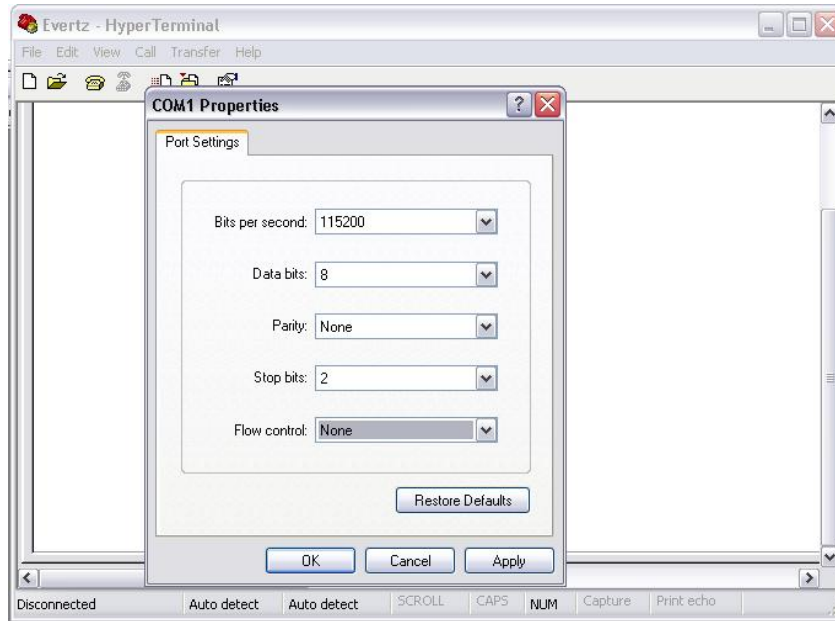 Evertz - HyperTerminal
File Edit View Call Transfer Help
COM1 Properties
Port Settings
Bits per second: 115200
Data bits: 8
Parity: None
Stop bits: 2
Flow control: None
Restore Defaults
OK Cancel Apply
Disconnected Auto detect Auto detect SCROLL CAPS NUM Capture Print echo